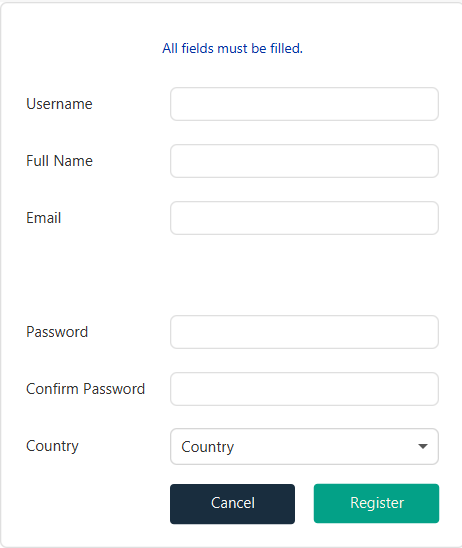 All fields must be filled.
Username
Full Name
Email
Password
Confirm Password
Country
Country
Cancel
Register